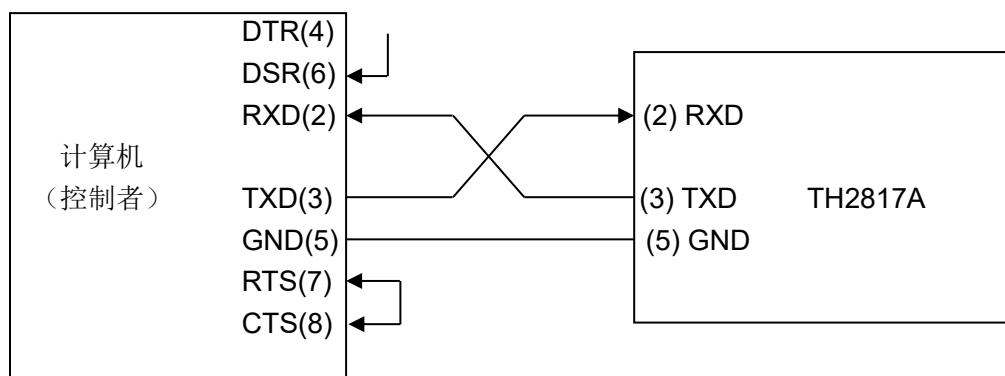 DTR(4)
DSR(6)
RXD(2)
(2) RXD
计算机
（控制者）
TXD(3)
(3) TXD
TH2817A
GND(5)
(5) GND
RTS(7)
CTS(8)